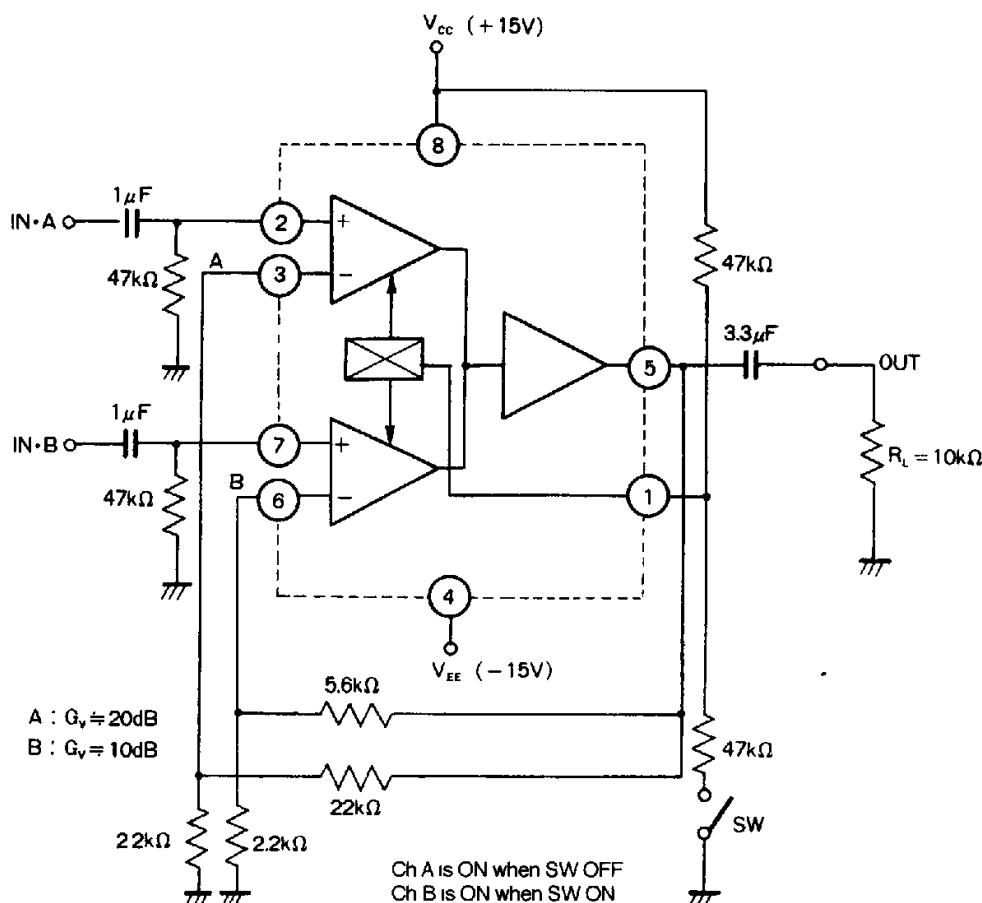 Vcc (+15V)
8
1μF
IN·A
2
+
47kΩ
A
3
−
47kΩ
3.3μF
5
OUT
1μF
IN·B
7
+
RL = 10kΩ
47kΩ
B
6
−
1
4
VEE (−15V)
5.6kΩ
A : Gv ≒ 20dB
B : Gv ≒ 10dB
47kΩ
22kΩ
SW
22kΩ
2.2kΩ
Ch A is ON when SW OFF
Ch B is ON when SW ON